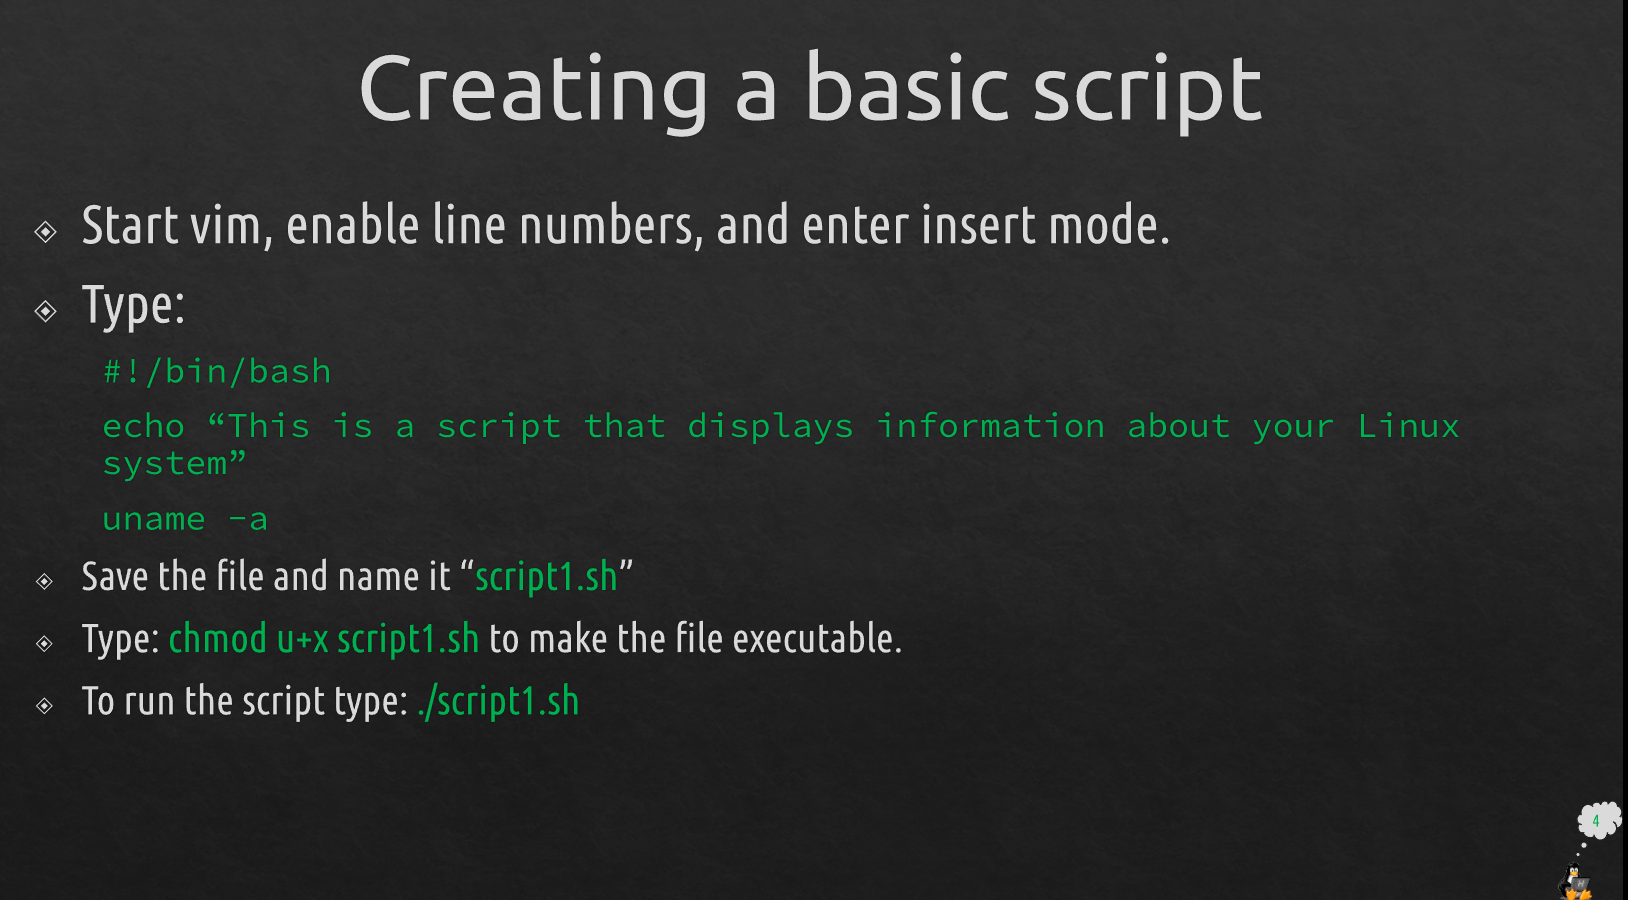 Creating a basic script
Start vim, enable line numbers, and enter insert mode.
Type:
#!/bin/bash
echo “This is a script that displays information about your Linux
system”
uname –a
Save the file and name it “script1.sh”
Type: chmod u+x script1.sh to make the file executable.
To run the script type: ./script1.sh
4